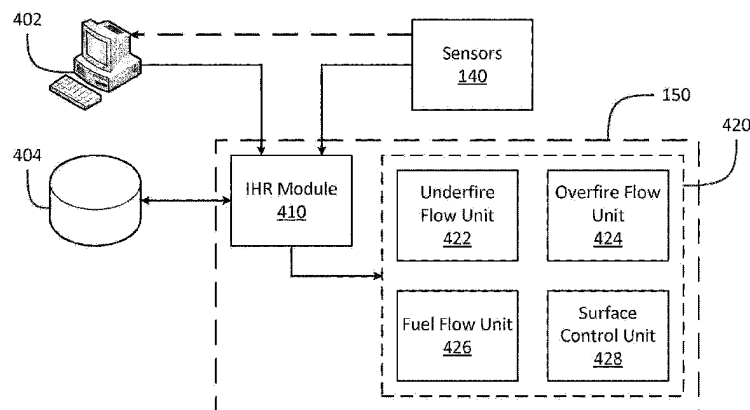 402
Sensors
140
150
420
404
IHR Module
410
Underfire
Flow Unit
422
Overfire Flow
Unit
424
Fuel Flow Unit
426
Surface
Control Unit
428